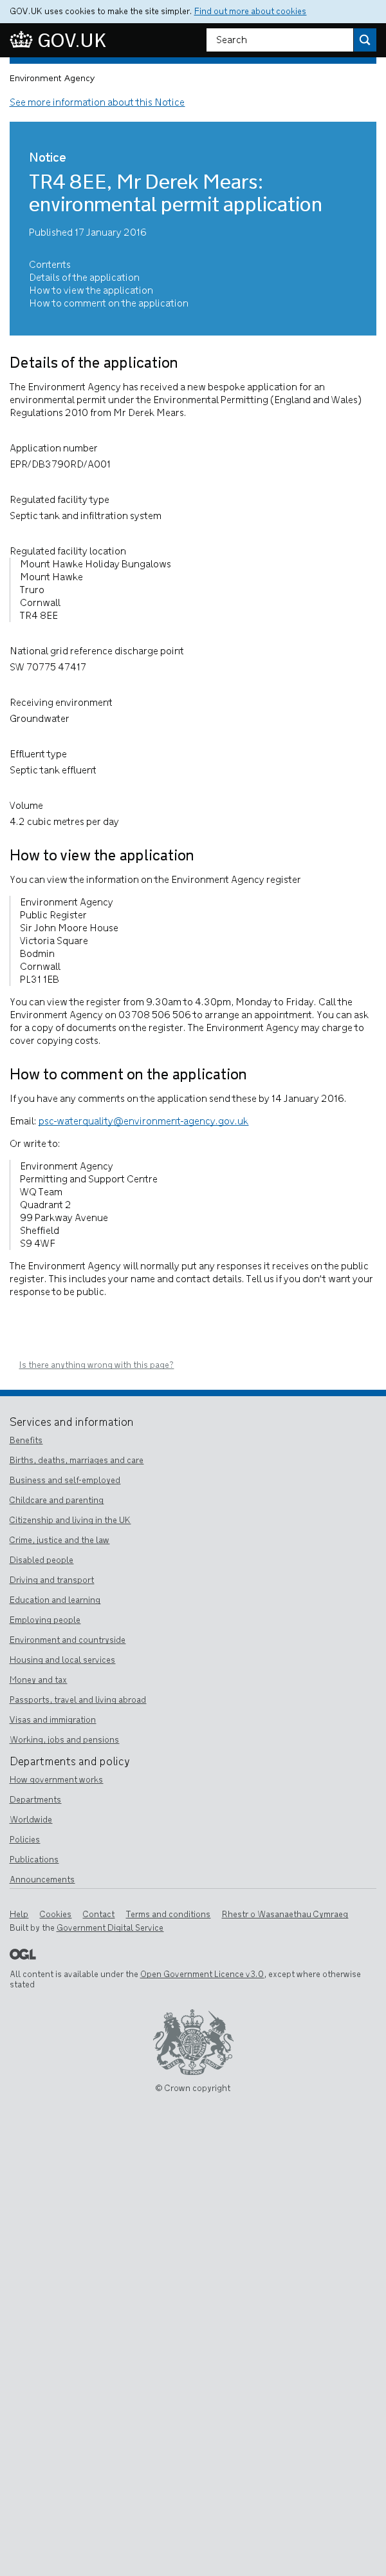 GOV.UK uses cookies to make the site simpler. Find out more about cookies
GOV.UK
Search
Environment Agency
See more information about this Notice
Notice
TR4 8EE, Mr Derek Mears:
environmental permit application
Published 17 January 2016
Contents
Details of the application
How to view the application
How to comment on the application
Details of the application
The Environment Agency has received a new bespoke application for an
environmental permit under the Environmental Permitting (England and Wales)
Regulations 2010 from Mr Derek Mears.
Application number
EPR/DB3790RD/A001
Regulated facility type
Septic tank and infiltration system
Regulated facility location
Mount Hawke Holiday Bungalows
Mount Hawke
Truro
Cornwall
TR4 8EE
National grid reference discharge point
SW 70775 47417
Receiving environment
Groundwater
Effluent type
Septic tank effluent
Volume
4.2 cubic metres per day
How to view the application
You can view the information on the Environment Agency register
Environment Agency
Public Register
Sir John Moore House
Victoria Square
Bodmin
Cornwall
PL31 1EB
You can view the register from 9.30am to 4.30pm, Monday to Friday. Call the
Environment Agency on 03708 506 506 to arrange an appointment. You can ask
for a copy of documents on the register. The Environment Agency may charge to
cover copying costs.
How to comment on the application
If you have any comments on the application send these by 14 January 2016.
Email: psc-waterquality@environment-agency.gov.uk
Or write to:
Environment Agency
Permitting and Support Centre
WQ Team
Quadrant 2
99 Parkway Avenue
Sheffield
S9 4WF
The Environment Agency will normally put any responses it receives on the public
register. This includes your name and contact details. Tell us if you don't want your
response to be public.
Is there anything wrong with this page?
Services and information
Benefits
Births, deaths, marriages and care
Business and self-employed
Childcare and parenting
Citizenship and living in the UK
Crime, justice and the law
Disabled people
Driving and transport
Education and learning
Employing people
Environment and countryside
Housing and local services
Money and tax
Passports, travel and living abroad
Visas and immigration
Working, jobs and pensions
Departments and policy
How government works
Departments
Worldwide
Policies
Publications
Announcements
Help Cookies Contact Terms and conditions Rhestr o Wasanaethau Cymraeg
Built by the Government Digital Service
OGL
All content is available under the Open Government Licence v3.0, except where otherwise
stated
© Crown copyright